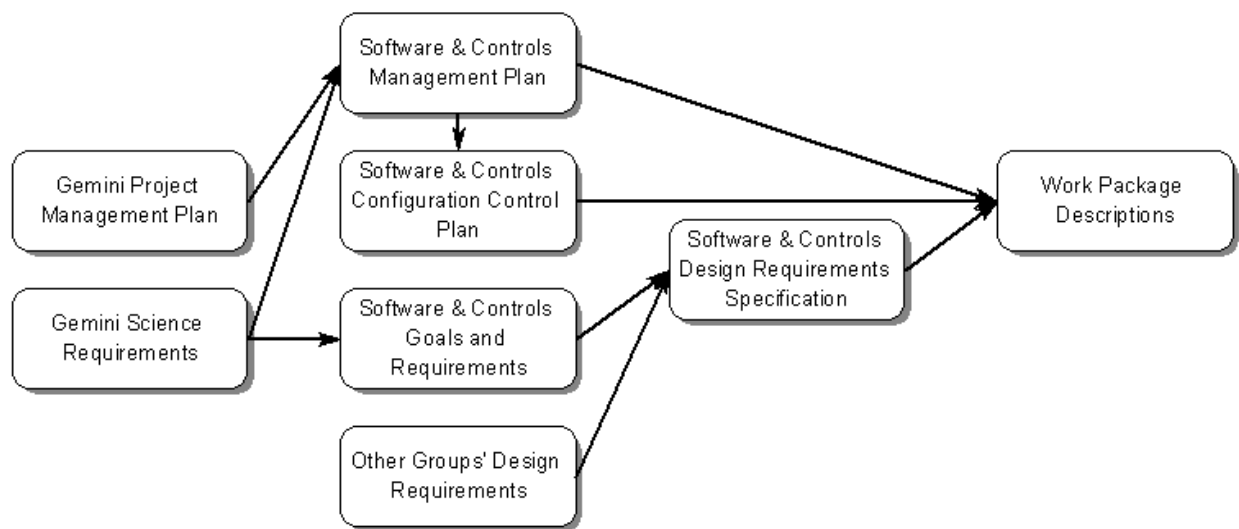 Software & Controls
Management Plan
Gemini Project
Management Plan
Software & Controls
Configuration Control
Plan
Work Package
Descriptions
Software & Controls
Design Requirements
Specification
Gemini Science
Requirements
Software & Controls
Goals and
Requirements
Other Groups' Design
Requirements